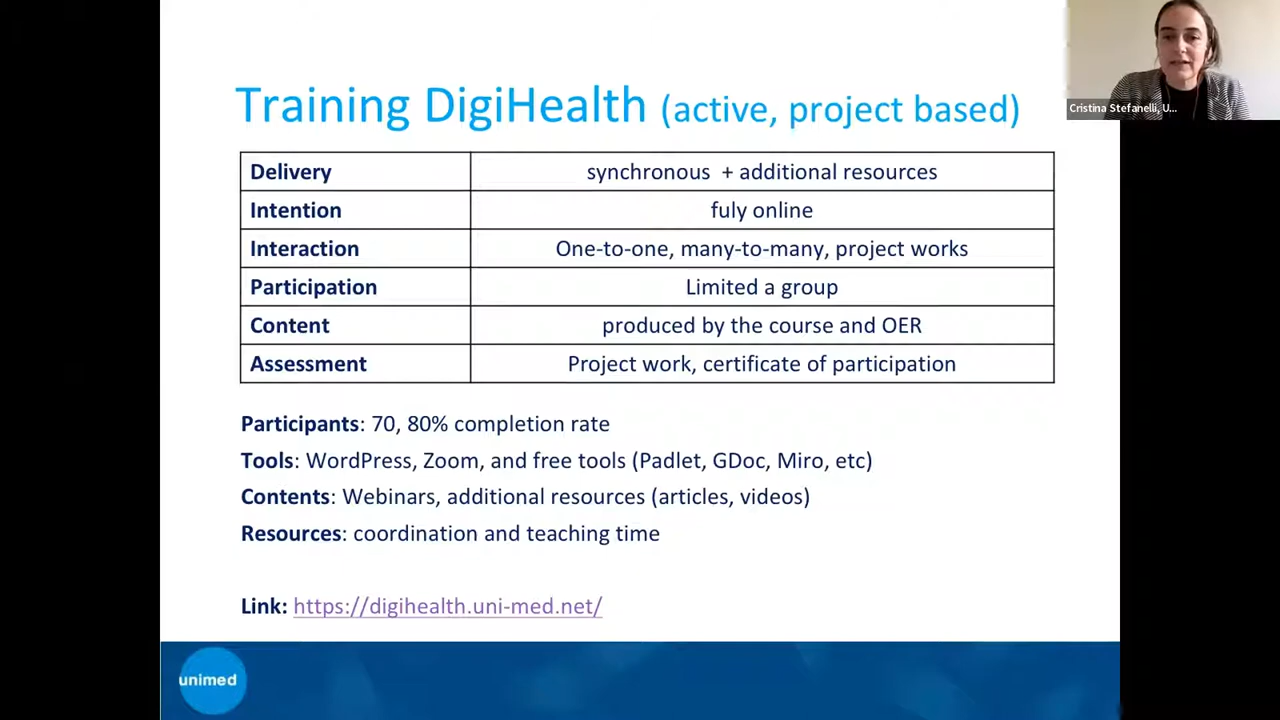 Training DigiHealth (active, project based)
Delivery synchronous + additional resources
Intention fuly online
Interaction One-to-one, many-to-many, project works
Participation Limited a group
Content produced by the course and OER
Assessment Project work, certificate of participation
Participants: 70, 80% completion rate
Tools: WordPress, Zoom, and free tools (Padlet, GDoc, Miro, etc)
Contents: Webinars, additional resources (articles, videos)
Resources: coordination and teaching time
Link: https://digihealth.uni-med.net/
unimed
Cristina Stefanelli, U...